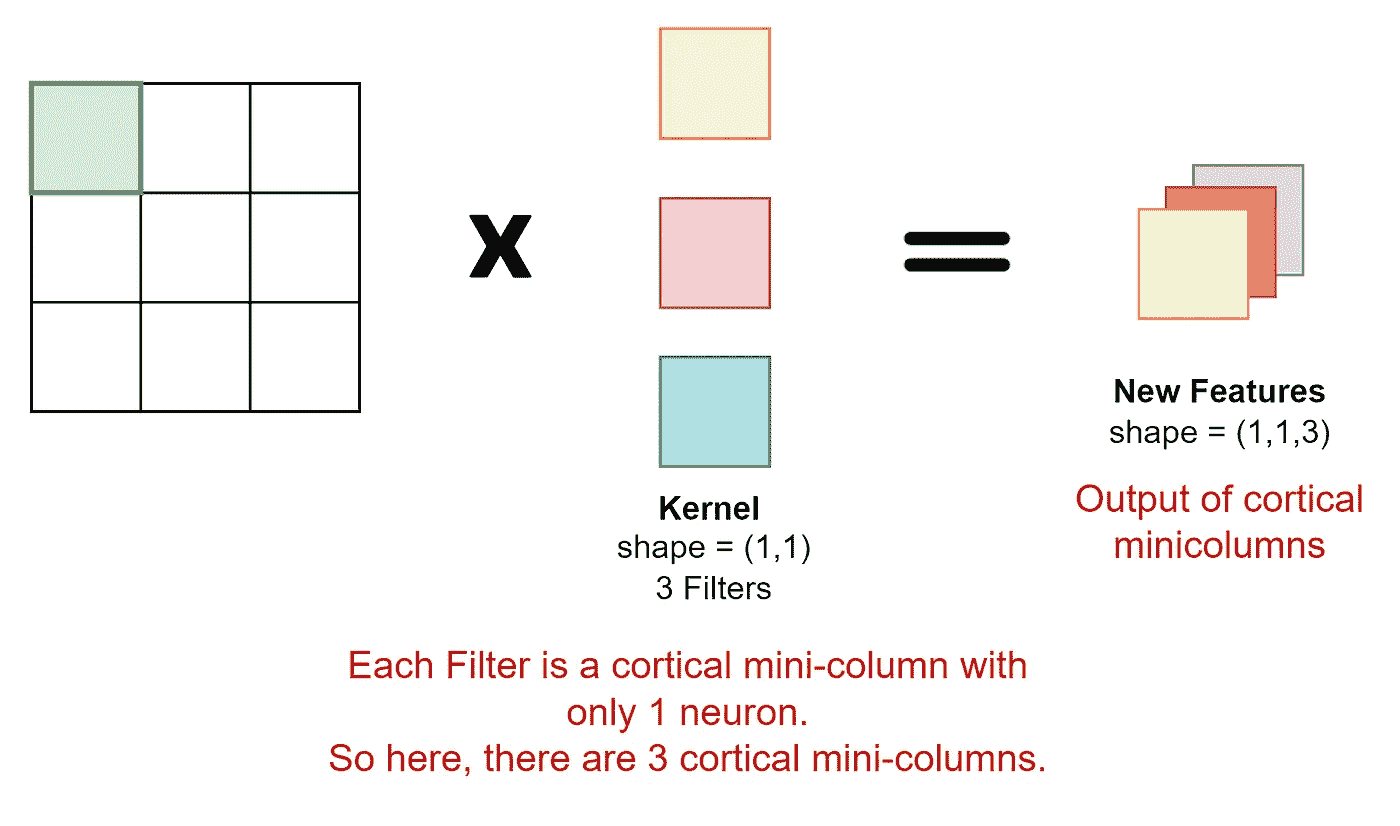 X
Kernel
shape = (1,1)
3 Filters
New Features
shape = (1,1,3)
Output of cortical
minicolumns
Each Filter is a cortical mini-column with
only 1 neuron.
So here, there are 3 cortical mini-columns.